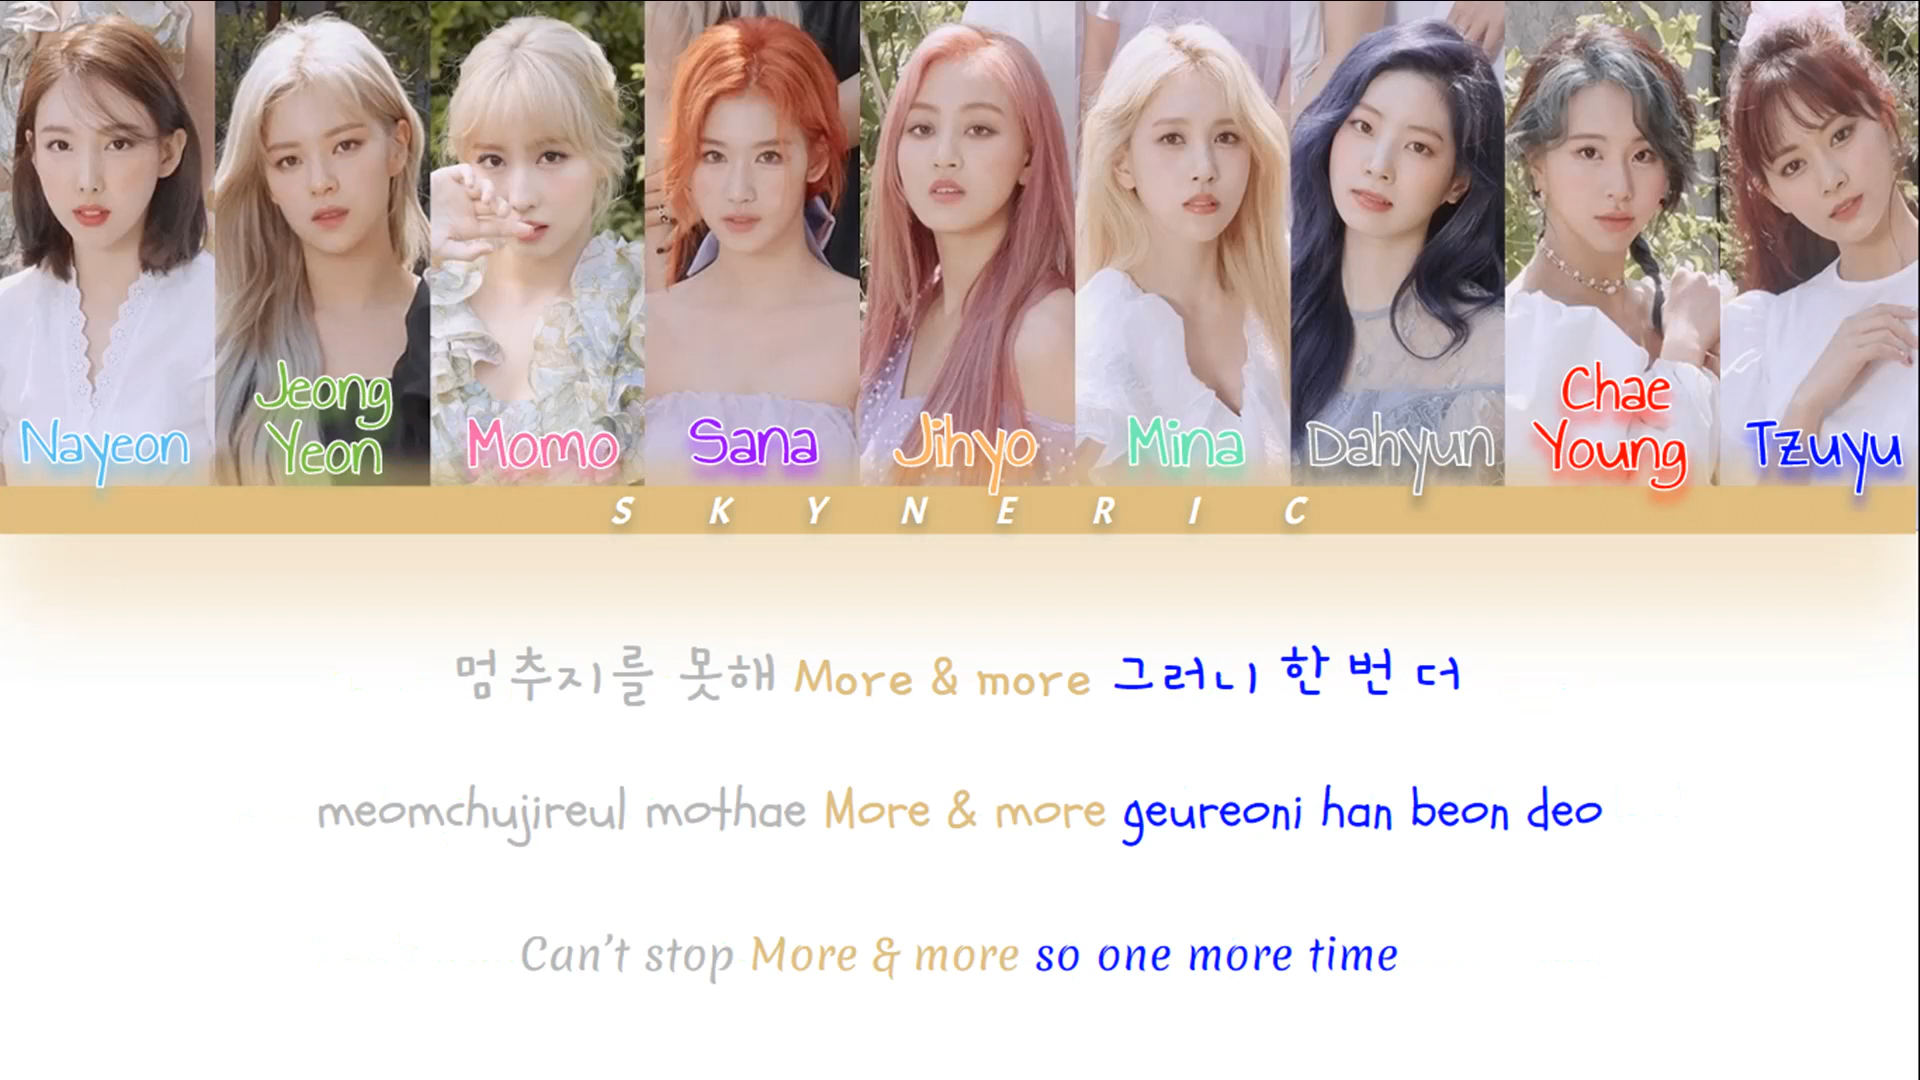 Nayeon
Jeong
Yeon
Momo
Sana
Jihyo
Mina
Dahyun
Chae
Young
Tzuyu
SKYNERIC
멈추지를 못해 More & more 그러니 한 번 더
meomchujireul mothae More & more geureoni han beon deo
Can't stop More & more so one more time